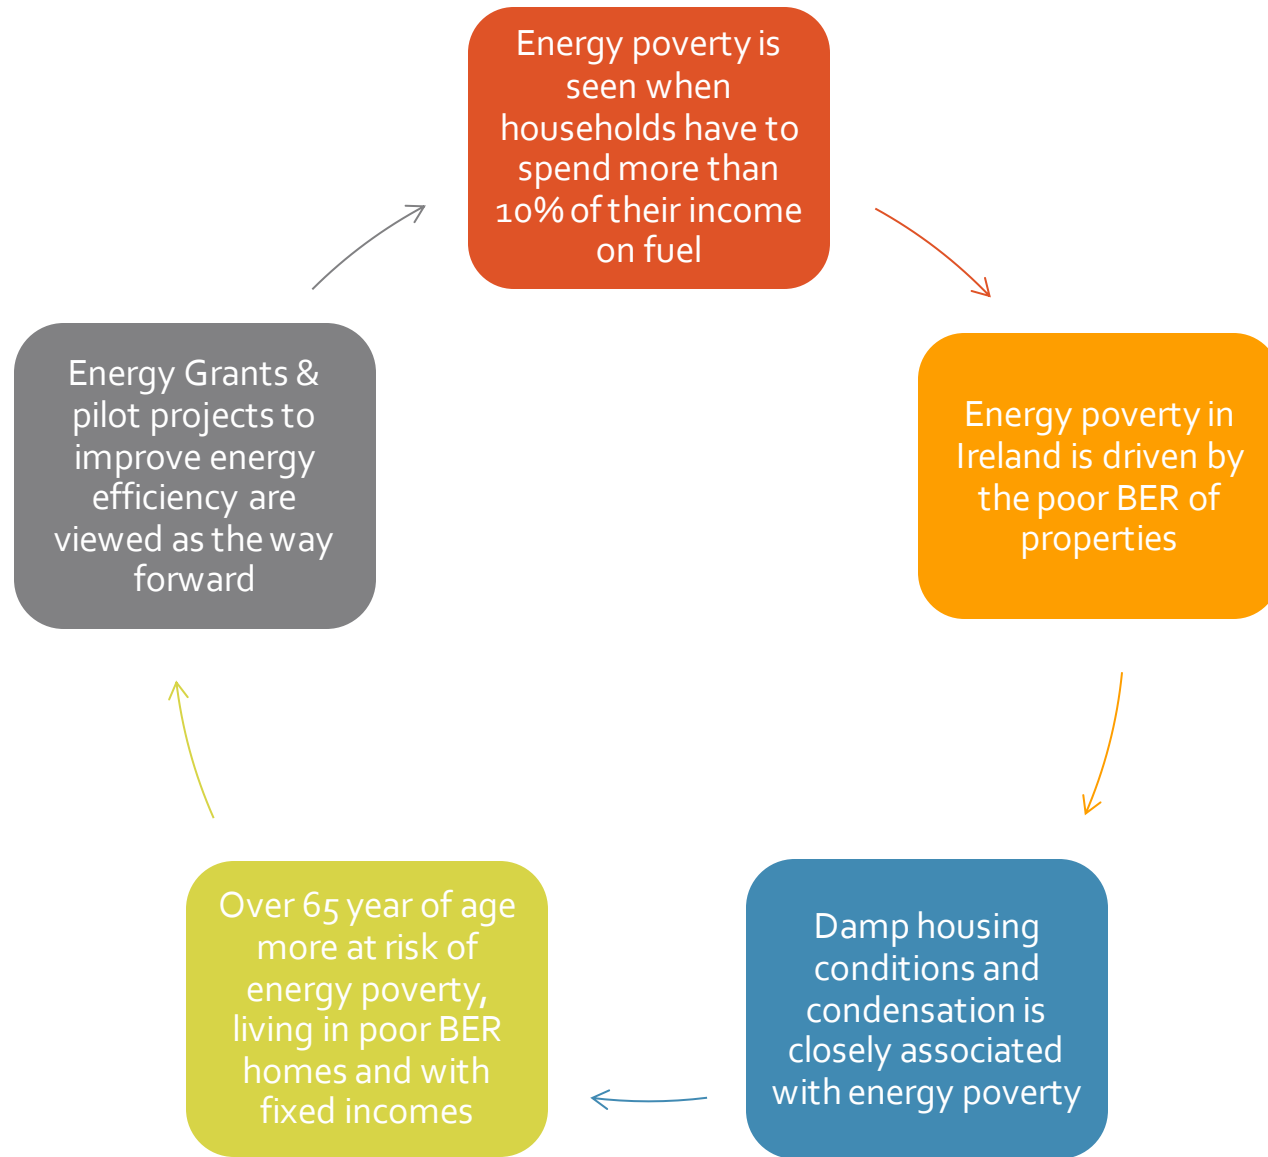 Energy poverty is
seen when
households have to
spend more than
10% of their income
on fuel
Energy poverty in
Ireland is driven by
the poor BER of
properties
Damp housing
conditions and
condensation is
closely associated
with energy poverty
Over 65 year of age
more at risk of
energy poverty,
living in poor BER
homes and with
fixed incomes
Energy Grants &
pilot projects to
improve energy
efficiency are
viewed as the way
forward